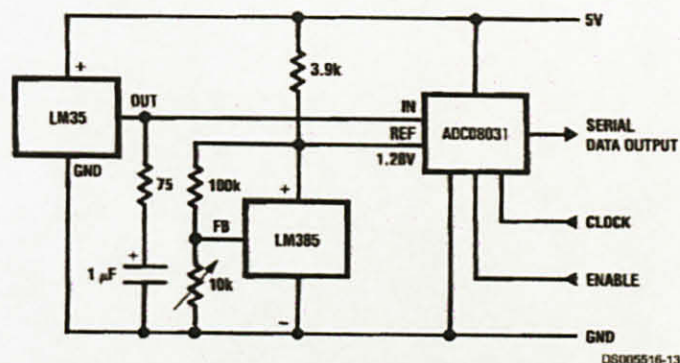 5V
+
3.9k
LM35
OUT
IN
ADC08031
SERIAL
DATA OUTPUT
REF
1.28V
GND
75
100k
+
LM385
FB
CLOCK
+
1 μF
10k
ENABLE
−
GND
DS005516-13